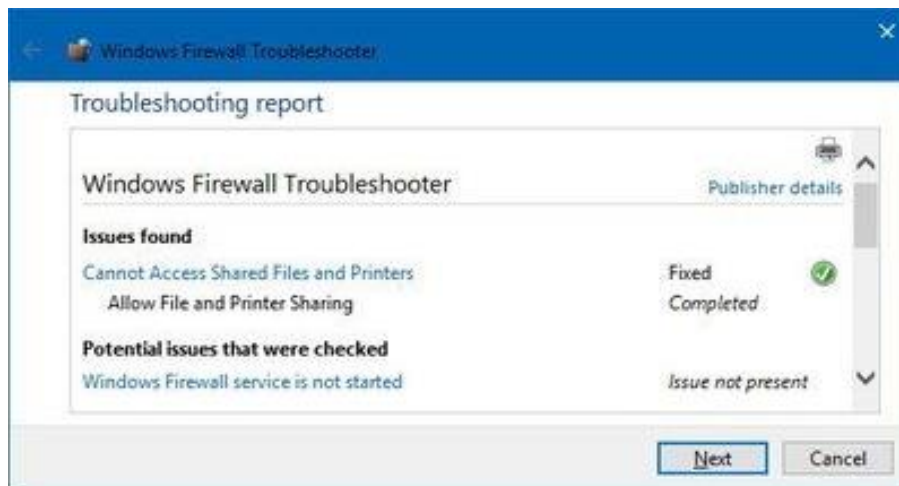 Windows Firewall Troubleshooter
Troubleshooting report
Windows Firewall Troubleshooter
Publisher details
Issues found
Cannot Access Shared Files and Printers Fixed
Allow File and Printer Sharing Completed
Potential issues that were checked
Windows Firewall service is not started Issue not present
Next Cancel